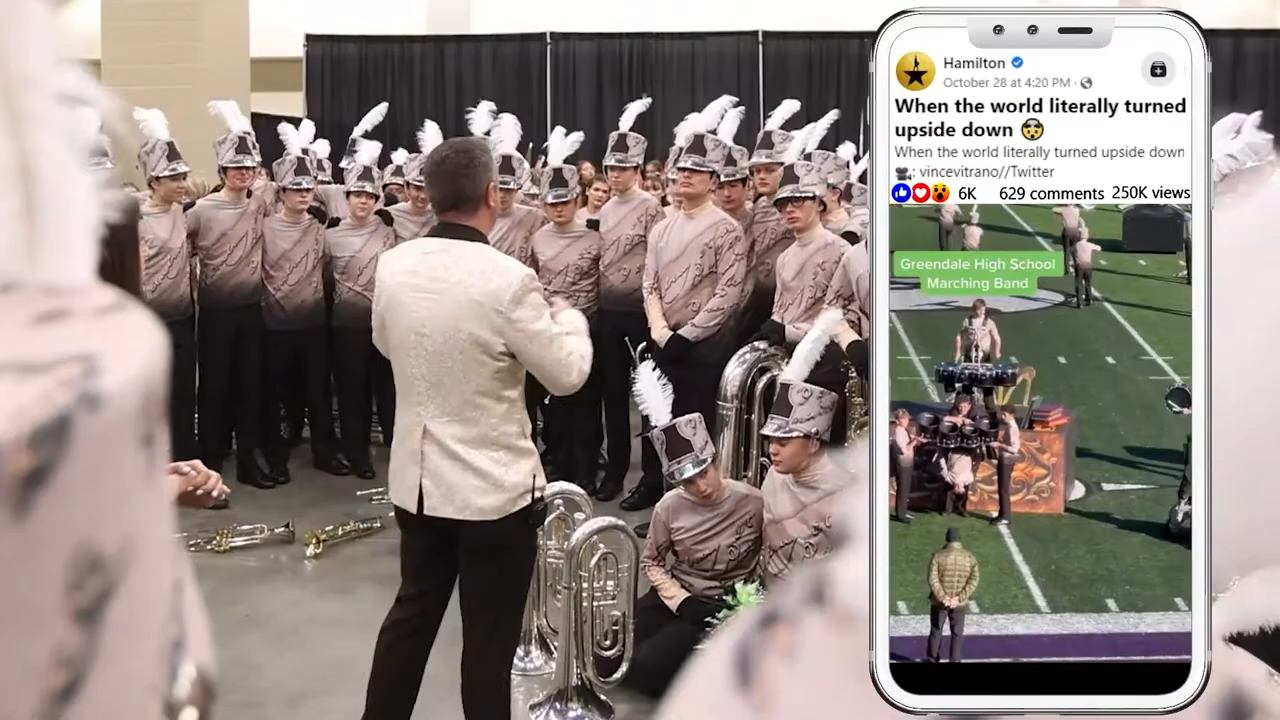 Hamilton
October 28 at 4:20 PM ·
When the world literally turned
upside down
When the world literally turned upside down
: vincevitrano//Twitter
6K 629 comments 250K views
Greendale High School
Marching Band